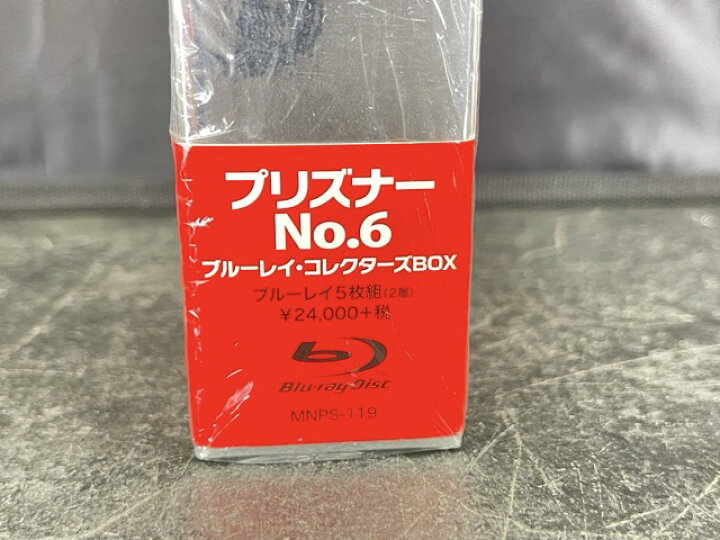 プリズナー
No.6
ブルーレイ・コレクターズBOX
ブルーレイ5枚組(2層)
¥24,000+税
Blu-ray Disc
MNPS-119